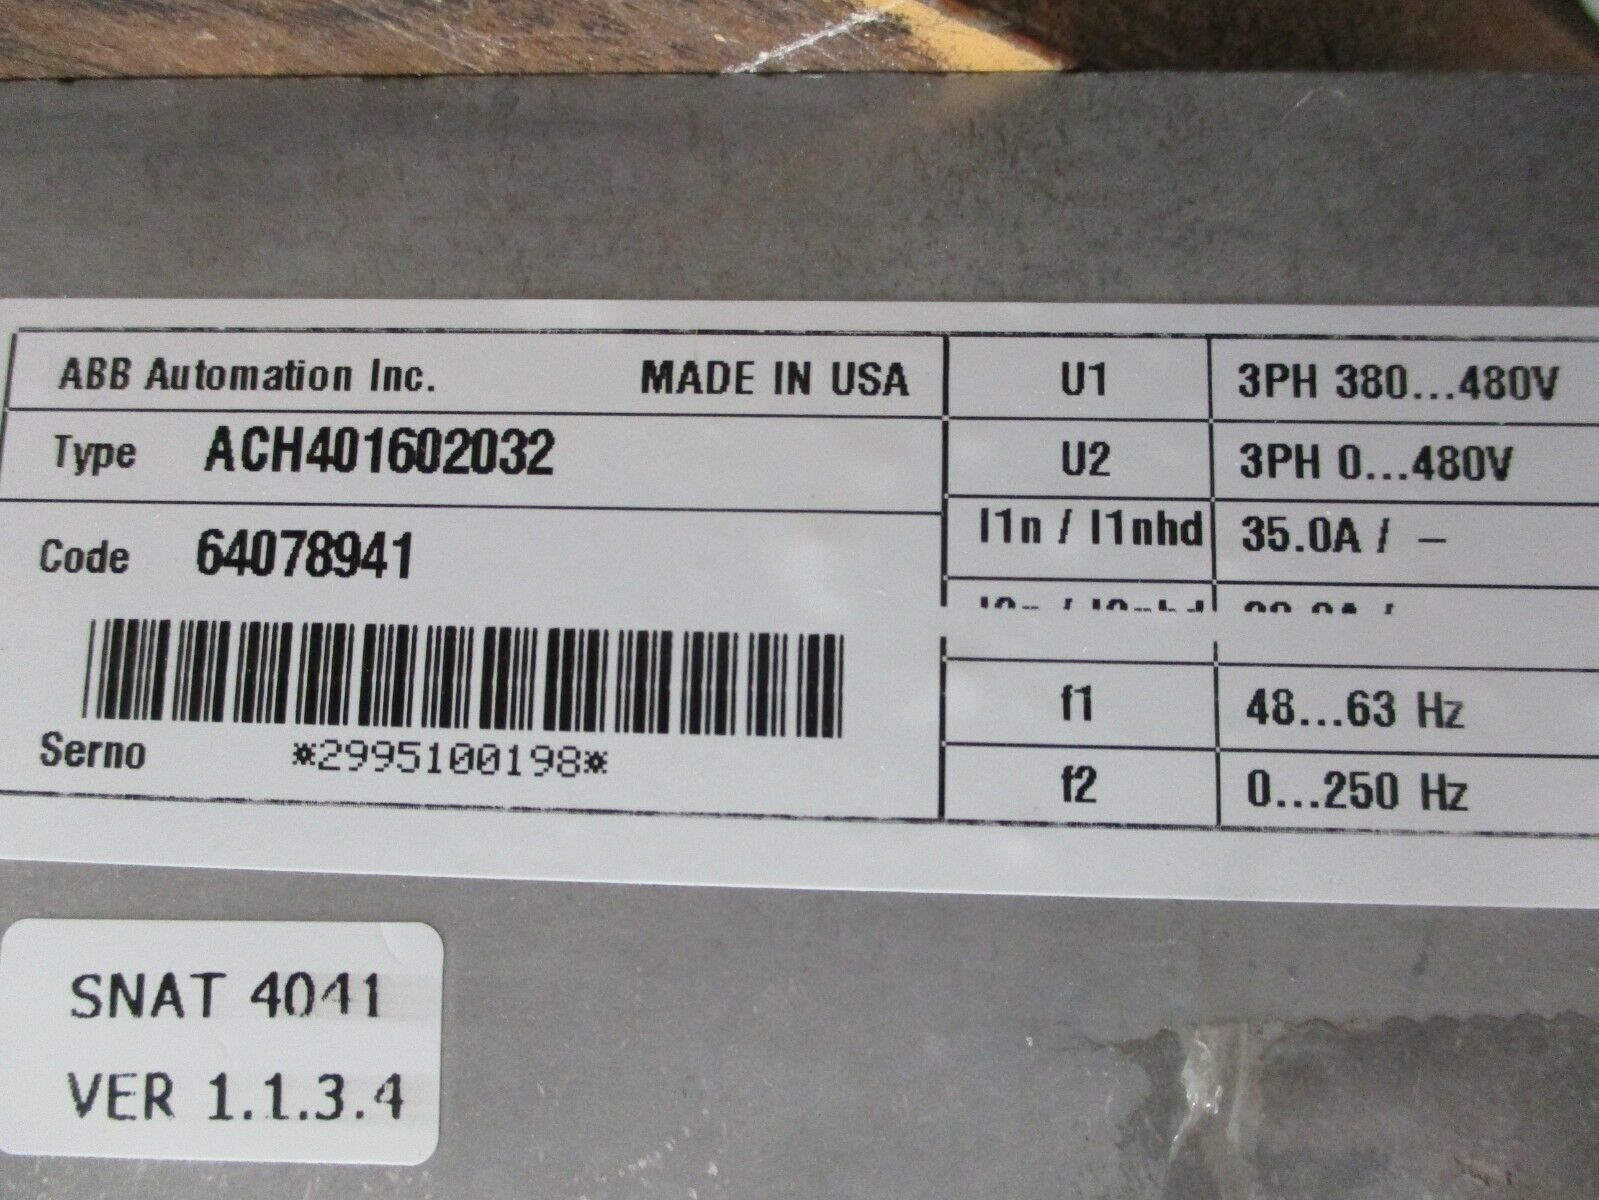 ABB Automation Inc. MADE IN USA
Type ACH401602032
Code 64078941
Serno *2995100198*
U1 3PH 380...480V
U2 3PH 0...480V
I1n / I1nhd 35.0A / –
f1 48...63 Hz
f2 0...250 Hz
SNAT 4041
VER 1.1.3.4